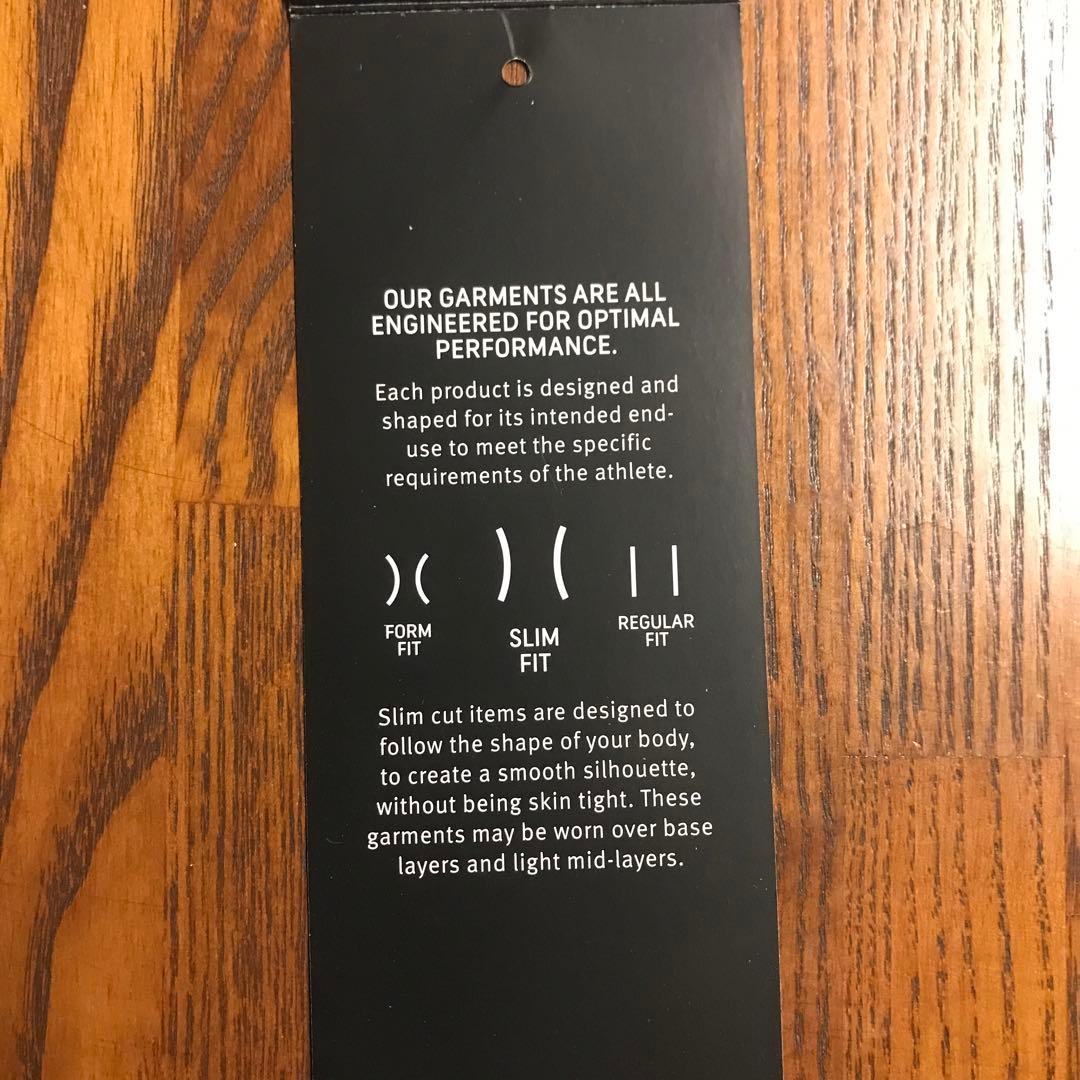 OUR GARMENTS ARE ALL
ENGINEERED FOR OPTIMAL
PERFORMANCE.
Each product is designed and
shaped for its intended end-
use to meet the specific
requirements of the athlete.
FORM
FIT
SLIM
FIT
REGULAR
FIT
Slim cut items are designed to
follow the shape of your body,
to create a smooth silhouette,
without being skin tight. These
garments may be worn over base
layers and light mid-layers.